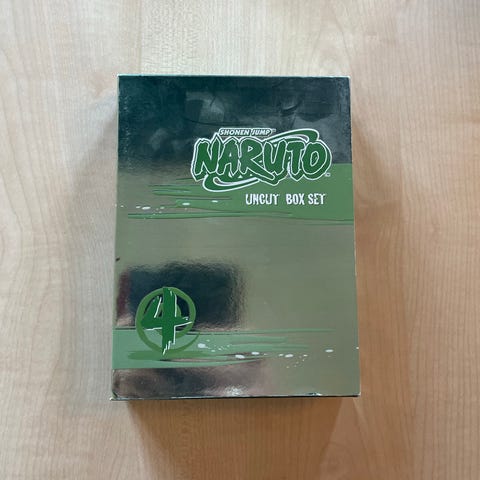 SHONEN JUMP
NARUTO
UNCUT BOX SET
4